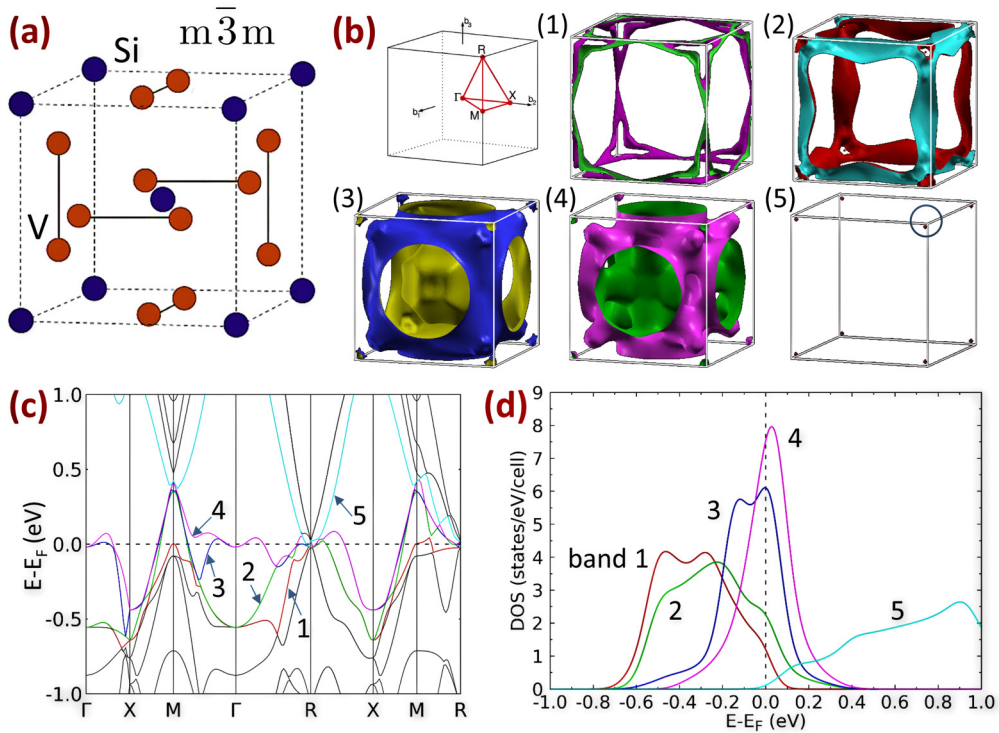 (a)
Si
m3̅m
V
(b)
b₃
R
Γ
X
b₂
b₁
M
(1)
(2)
(3)
(4)
(5)
(c)
E-E_F (eV)
1.0
0.5
0.0
-0.5
-1.0
4
5
3
2
1
Γ X M Γ R X M R
(d)
DOS (states/eV/cell)
9
8
7
6
5
4
3
2
1
0
4
3
band 1
2
5
-1.0 -0.8 -0.6 -0.4 -0.2 0.0 0.2 0.4 0.6 0.8 1.0
E-E_F (eV)